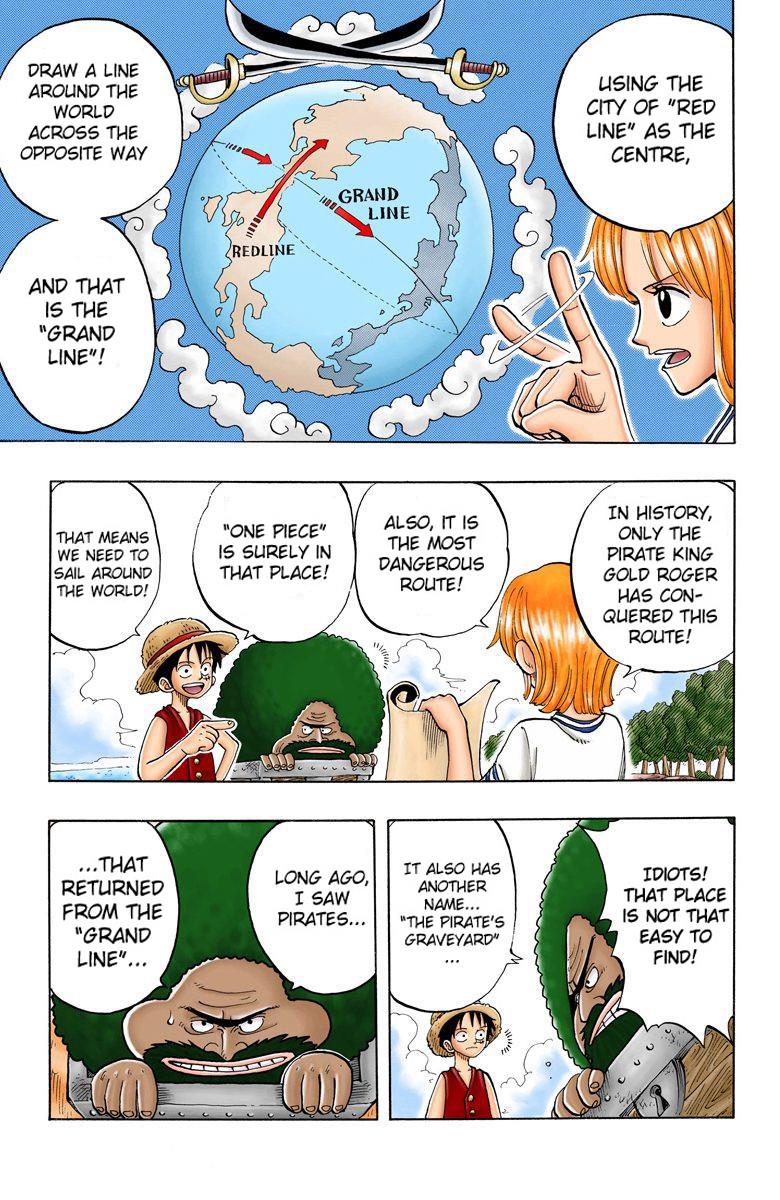 USING THE
CITY OF "RED
LINE" AS THE
CENTRE,
DRAW A LINE
AROUND THE
WORLD
ACROSS THE
OPPOSITE WAY
GRAND
LINE
REDLINE
AND THAT
IS THE
"GRAND
LINE"!
IN HISTORY,
ONLY THE
PIRATE KING
GOLD ROGER
HAS CON-
QUERED THIS
ROUTE!
ALSO, IT IS
THE MOST
DANGEROUS
ROUTE!
"ONE PIECE"
IS SURELY IN
THAT PLACE!
THAT MEANS
WE NEED TO
SAIL AROUND
THE WORLD!
IDIOTS!
THAT PLACE
IS NOT THAT
EASY TO
FIND!
IT ALSO HAS
ANOTHER
NAME...
"THE PIRATE'S
GRAVEYARD"
...
LONG AGO,
I SAW
PIRATES...
...THAT
RETURNED
FROM THE
"GRAND
LINE"...